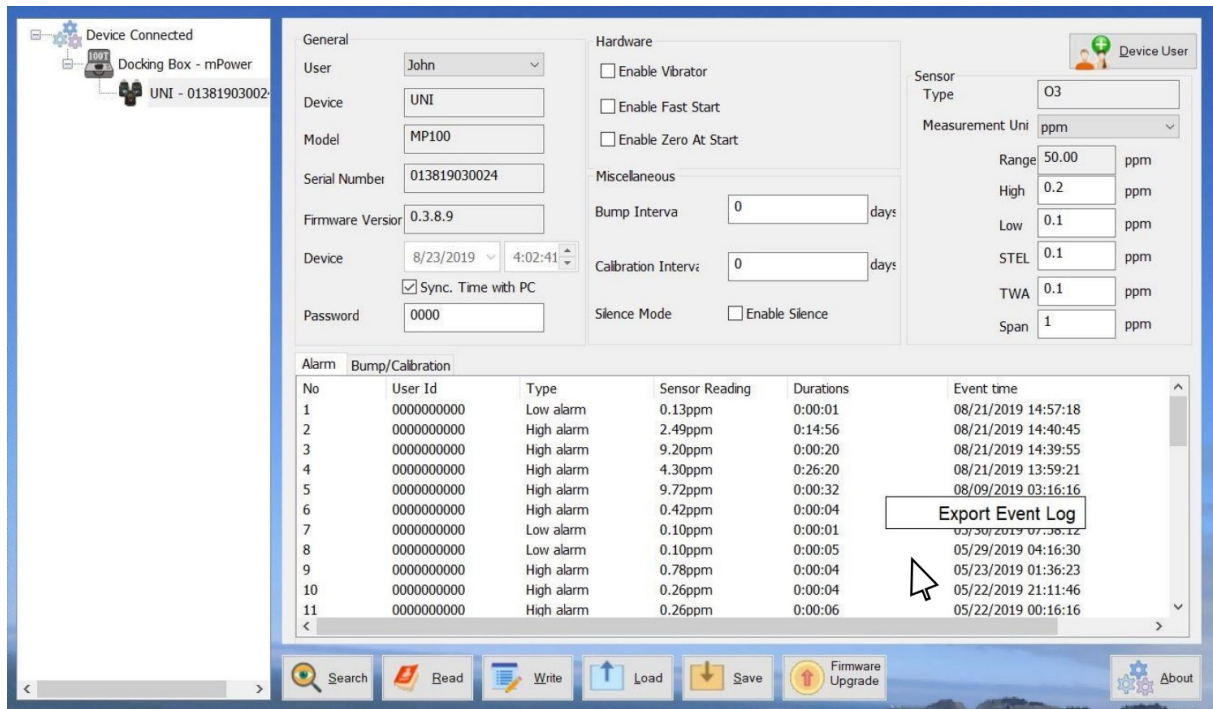 Device Connected
100T
Docking Box - mPower
UNI - 01381903002
General
User
John
Device
UNI
Model
MP100
Serial Number
013819030024
Firmware Version
0.3.8.9
Device
8/23/2019
4:02:41
Sync. Time with PC
Password
0000
Hardware
Enable Vibrator
Enable Fast Start
Enable Zero At Start
Miscellaneous
Bump Interva
0
days
Calibration Interva
0
days
Silence Mode
Enable Silence
Device User
Sensor
Type
O3
Measurement Uni
ppm
Range
50.00
ppm
High
0.2
ppm
Low
0.1
ppm
STEL
0.1
ppm
TWA
0.1
ppm
Span
1
ppm
Alarm Bump/Calibration
No User Id Type Sensor Reading Durations Event time
1 0000000000 Low alarm 0.13ppm 0:00:01 08/21/2019 14:57:18
2 0000000000 High alarm 2.49ppm 0:14:56 08/21/2019 14:40:45
3 0000000000 High alarm 9.20ppm 0:00:20 08/21/2019 14:39:55
4 0000000000 High alarm 4.30ppm 0:26:20 08/21/2019 13:59:21
5 0000000000 High alarm 9.72ppm 0:00:32 08/09/2019 03:16:16
6 0000000000 High alarm 0.42ppm 0:00:04
Export Event Log
7 0000000000 Low alarm 0.10ppm 0:00:01
8 0000000000 Low alarm 0.10ppm 0:00:05 05/29/2019 04:16:30
9 0000000000 High alarm 0.78ppm 0:00:04 05/23/2019 01:36:23
10 0000000000 High alarm 0.26ppm 0:00:04 05/22/2019 21:11:46
11 0000000000 High alarm 0.26ppm 0:00:06 05/22/2019 00:16:16
Search
Read
Write
Load
Save
Firmware
Upgrade
About